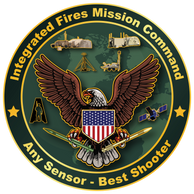 Integrated Fires Mission Command
Any Sensor - Best Shooter